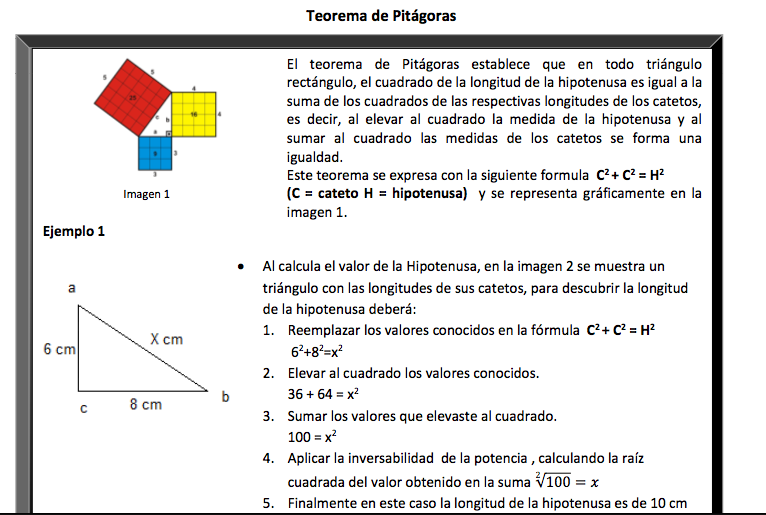 Teorema de Pitágoras
5
5
25
4
c
b
16
4
a
9
3
3
Imagen 1
El teorema de Pitágoras establece que en todo triángulo
rectángulo, el cuadrado de la longitud de la hipotenusa es igual a la
suma de los cuadrados de las respectivas longitudes de los catetos,
es decir, al elevar al cuadrado la medida de la hipotenusa y al
sumar al cuadrado las medidas de los catetos se forma una
igualdad.
Este teorema se expresa con la siguiente formula C² + C² = H²
(C = cateto H = hipotenusa) y se representa gráficamente en la
imagen 1.
Ejemplo 1
a
6 cm
X cm
c
8 cm
b
• Al calcula el valor de la Hipotenusa, en la imagen 2 se muestra un
triángulo con las longitudes de sus catetos, para descubrir la longitud
de la hipotenusa deberá:
1. Reemplazar los valores conocidos en la fórmula C² + C² = H²
6²+8²=x²
2. Elevar al cuadrado los valores conocidos.
36 + 64 = x²
3. Sumar los valores que elevaste al cuadrado.
100 = x²
4. Aplicar la inversabilidad de la potencia , calculando la raíz
cuadrada del valor obtenido en la suma ²√100 = x
5. Finalmente en este caso la longitud de la hipotenusa es de 10 cm